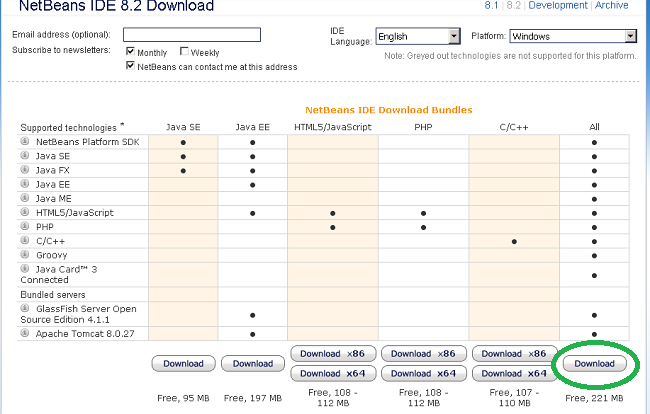 NetBeans IDE 8.2 Download
8.1 | 8.2 | Development | Archive
Email address (optional):
IDE Language: English
Platform: Windows
Subscribe to newsletters: Monthly Weekly
NetBeans can contact me at this address
Note: Greyed out technologies are not supported for this platform.
NetBeans IDE Download Bundles
Supported technologies * Java SE Java EE HTML5/JavaScript PHP C/C++ All
NetBeans Platform SDK
Java SE
Java FX
Java EE
Java ME
HTML5/JavaScript
PHP
C/C++
Groovy
Java Card™ 3
Connected
Bundled servers
GlassFish Server Open
Source Edition 4.1.1
Apache Tomcat 8.0.27
Download Download Download x86 Download x86 Download x86 Download
Download x64 Download x64 Download x64
Free, 95 MB Free, 197 MB Free, 108 - Free, 108 - Free, 107 - Free, 221 MB
112 MB 112 MB 110 MB